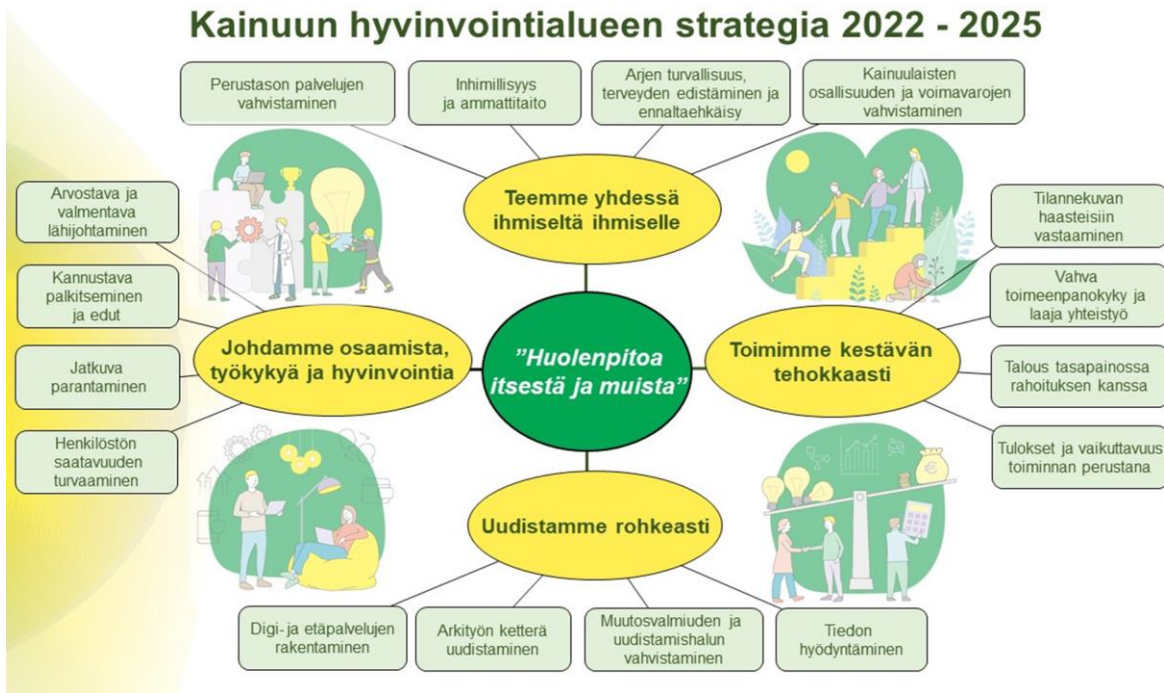 Kainuun hyvinvointialueen strategia 2022 - 2025
Perustason palvelujen
vahvistaminen
Inhimillisyys
ja ammattitaito
Arjen turvallisuus,
terveyden edistäminen ja
ennaltaehkäisy
Kainuulaisten
osallisuuden ja voimavarojen
vahvistaminen
Teemme yhdessä
ihmiseltä ihmiselle
Arvostava ja
valmentava
lähijohtaminen
Kannustava
palkitseminen
ja edut
Jatkuva
parantaminen
Henkilöstön
saatavuuden
turvaaminen
Johdamme osaamista,
työkykyä ja hyvinvointia
"Huolenpitoa
itsestä ja muista"
Toimimme kestävän
tehokkaasti
Tilannekuvan
haasteisiin
vastaaminen
Vahva
toimeenpanokyky ja
laaja yhteistyö
Talous tasapainossa
rahoituksen kanssa
Tulokset ja vaikuttavuus
toiminnan perustana
Uudistamme rohkeasti
Digi- ja etäpalvelujen
rakentaminen
Arkityön ketterä
uudistaminen
Muutosvalmiuden ja
uudistamishalun
vahvistaminen
Tiedon
hyödyntäminen
€